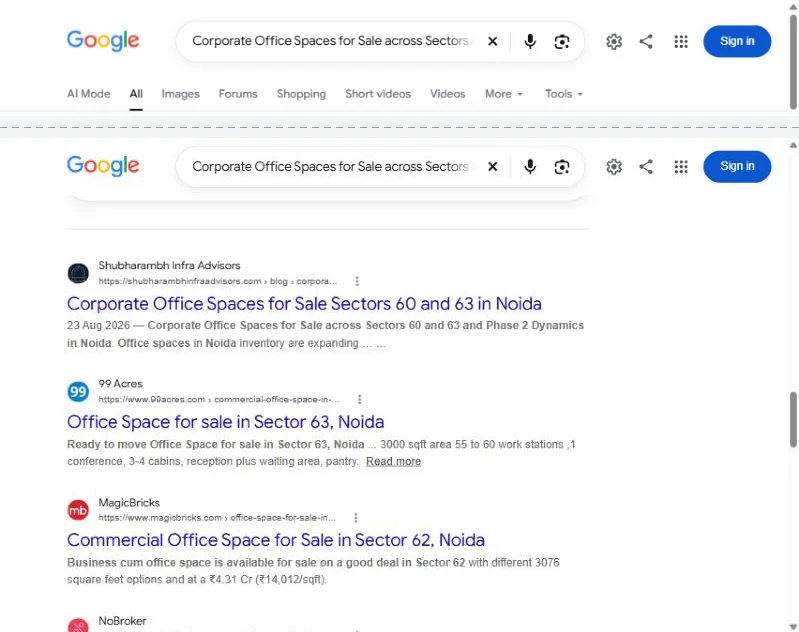 Google
Corporate Office Spaces for Sale across Sectors
Sign in
AI Mode All Images Forums Shopping Short videos Videos More Tools
Google
Corporate Office Spaces for Sale across Sectors
Sign in
Shubharambh Infra Advisors
https://shubharambhinfraadvisors.com › blog › corpora...
Corporate Office Spaces for Sale Sectors 60 and 63 in Noida
23 Aug 2026 — Corporate Office Spaces for Sale across Sectors 60 and 63 and Phase 2 Dynamics
in Noida. Office spaces in Noida inventory are expanding ... ...
99
99 Acres
https://www.99acres.com › commercial-office-space-in-...
Office Space for sale in Sector 63, Noida
Ready to move Office Space for sale in Sector 63, Noida ... 3000 sqft area 55 to 60 work stations ,1
conference, 3-4 cabins, reception plus waiting area, pantry. Read more
mb
MagicBricks
https://www.magicbricks.com › office-space-for-sale-in...
Commercial Office Space for Sale in Sector 62, Noida
Business cum office space is available for sale on a good deal in Sector 62 with different 3076
square feet options and at a ₹4.31 Cr (₹14,012/sqft).
NoBroker